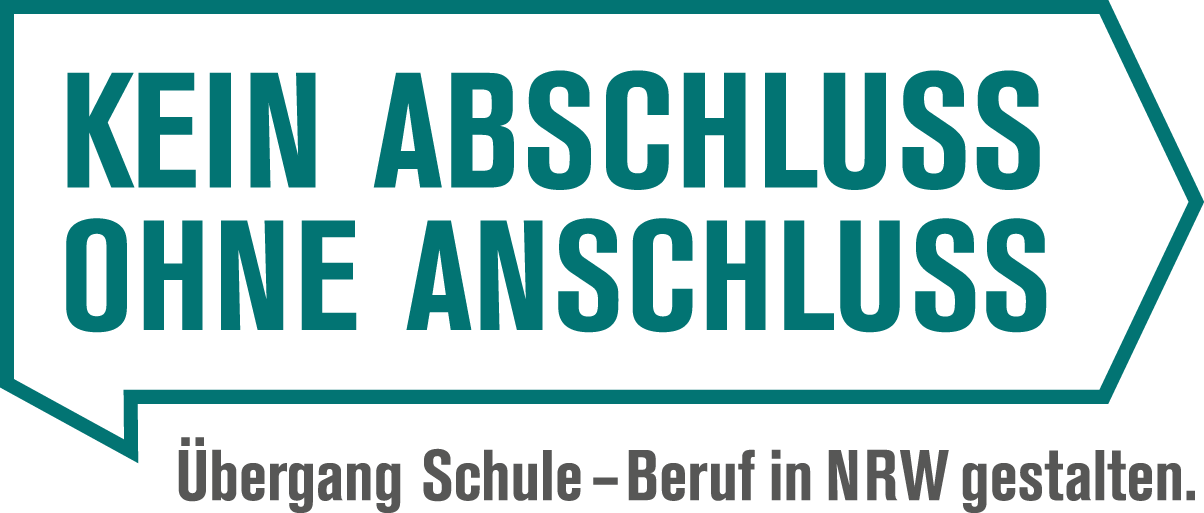 KEIN ABSCHLUSS
OHNE ANSCHLUSS
Übergang Schule – Beruf in NRW gestalten.